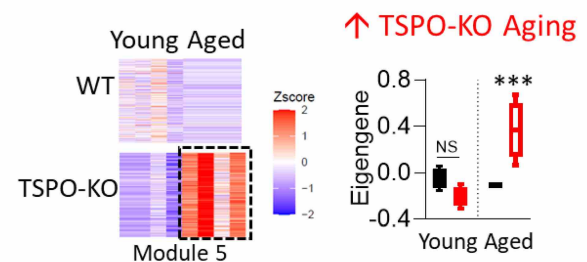 ↑ TSPO-KO Aging
Young Aged
WT
TSPO-KO
Module 5
Zscore
2
1
0
−1
−2
Eigengene
0.8
0.4
0.0
-0.4
NS
***
Young Aged